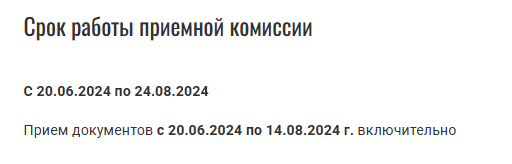 Срок работы приемной комиссии
С 20.06.2024 по 24.08.2024
Прием документов с 20.06.2024 по 14.08.2024 г. включительно